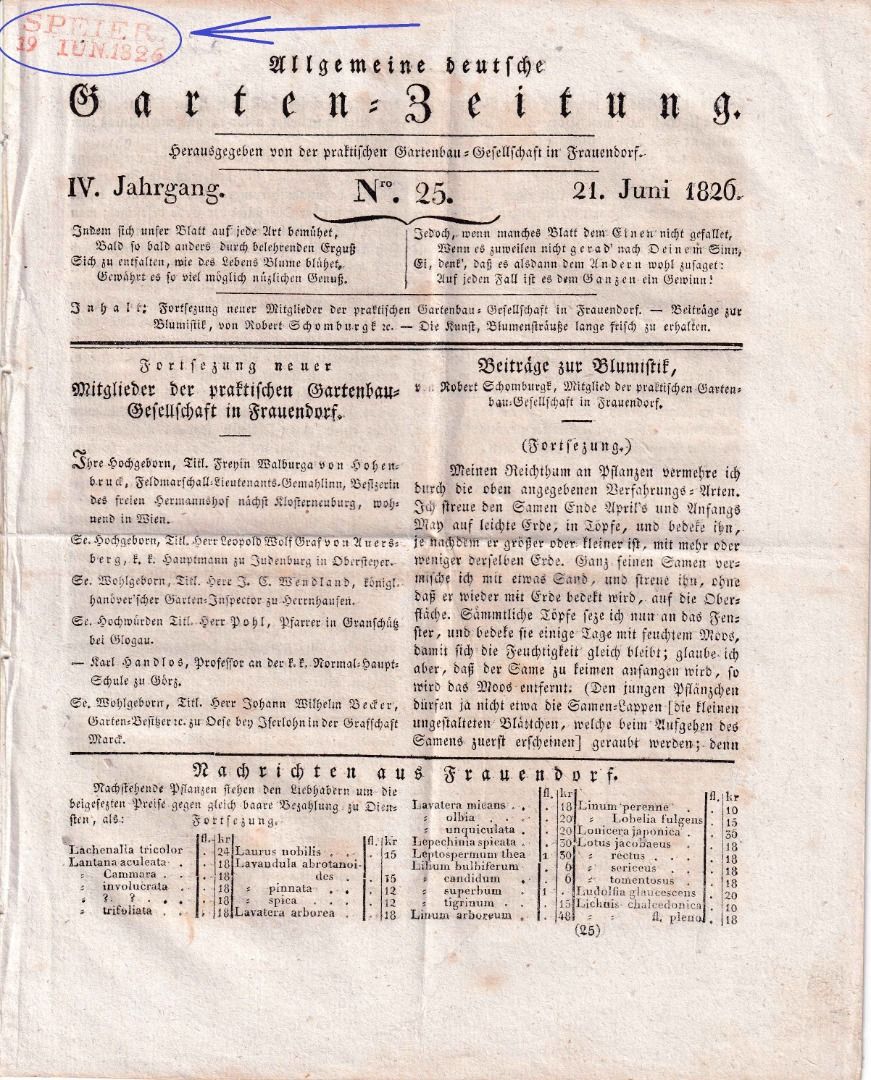 SPEIER.
19 IUN.1826
Allgemeine deutsche
Garten-Zeitung.
Herausgegeben von der praktischen Gartenbau-Gesellschaft in Frauendorf.
IV. Jahrgang. Nro. 25. 21. Juni 1826.
Indem sich unser Blatt auf jede Art bemühet,
Bald so bald anders durch belehrenden Erguß
Sich zu entfalten, wie des Lebens Blume blühet,
Gewährt es so viel möglich nüzlichen Genuß.
Jedoch, wenn manches Blatt dem Einen nicht gefallet,
Wenn es zuweilen nicht gerad' nach Deinem Sinn,
Ei, denk', daß es alsdann dem Andern wohl zusaget:
Auf jeden Fall ist es dem Ganzen ein Gewinn!
Inhalt: Fortsezung neuer Mitglieder der praktischen Gartenbau-Gesellschaft in Frauendorf. — Beiträge zur
Blumistik, von Robert Schomburgk ꝛc. — Die Kunst, Blumensträuße lange frisch zu erhalten.
Fortsezung neuer
Mitglieder der praktischen Gartenbau-
Gesellschaft in Frauendorf.
Ihre Hochgeborn, Titl. Freyin Walburga von Hohen-
bruck, Feldmarschall-Lieutenants-Gemahlinn, Besizerin
des freien Hermannshof nächst Klosterneuburg, woh-
nend in Wien.
Se. Hochgeborn, Titl. Herr Leopold Wolf Graf von Auers-
berg, k. k. Hauptmann zu Judenburg in Obersteyer.
Se. Wohlgeborn, Titl. Herr J. C. Wendland, königl.
hanöver'scher Garten-Inspector zu Herrnhausen.
Se. Hochwürden Titl. Herr Pohl, Pfarrer in Granschütz
bei Glogau.
— Karl Handlos, Professor an der k. k. Normal-Haupt-
Schule zu Görz.
Se. Wohlgeborn, Titl. Herr Johann Wilhelm Becker,
Garten-Besitzer ꝛc. zu Oese bey Iserlohn in der Grafschaft
Marck.
Beiträge zur Blumistik,
von Robert Schomburgk, Mitglied der praktischen Garten-
bau-Gesellschaft in Frauendorf.
(Fortsezung.)
Meinen Reichthum an Pflanzen vermehre ich
durch die oben angegebenen Verfahrungs-Arten.
Ich streue den Samen Ende April's und Anfangs
May auf leichte Erde, in Töpfe, und bedeke ihn,
je nachdem er größer oder kleiner ist, mit mehr oder
weniger derselben Erde. Ganz feinen Samen ver-
mische ich mit etwas Sand, und streue ihn, ohne
daß er wieder mit Erde bedekt wird, auf die Ober-
fläche. Sämmtliche Töpfe seze ich nun an das Fen-
ster, und bedeke sie einige Tage mit feuchtem Moos,
damit sich die Feuchtigkeit gleich bleibt; glaube ich
aber, daß der Same zu keimen anfangen wird, so
wird das Moos entfernt. (Den jungen Pflänzchen
dürfen ja nicht etwa die Samen-Lappen [die kleinen
ungestalteten Blättchen, welche beim Aufgehen des
Samens zuerst erscheinen] geraubt werden; denn
Nachrichten aus Frauendorf.
Nachstehende Pflanzen stehen den Liebhabern um die
beigesezten Preise gegen gleich baare Bezahlung zu Dien-
sten, als: Fortsezung.
fl. kr
Lachenalia tricolor . 24
Lantana aculeata . . 18
„ Cammara . . . 18
„ involucrata . 18
„ ? ? . . . . 18
„ trifoliata . . . 18
fl. kr
Laurus nobilis . . . . 15
Lavandula abrotanoi-
des . . . 15
„ pinnata . . . . 12
„ spica . . . . 12
Lavatera arborea . . 18
fl. kr
Lavatera micans . . . 18
„ olbia . . . . 20
„ unquiculata . . 20
Lepechinia spicata . . 30
Leptospermum thea 1 30
Lilium bulbiferum . 6
„ candidum . . 6
„ superbum . 1 .
„ tigrinum . . . 15
Linum arboreum . . 48
fl. kr
Linum perenne . . 10
„ Lobelia fulgens . 15
Lonicera japonica . . 30
Lotus jacobaeus . . 18
„ rectus . . . . 18
„ sericeus . . . 18
„ tomentosus . . 18
Ludolfia glaucescens . 20
Lichnis chalcedonica . 10
„ „ fl. pleno . 18
(25)